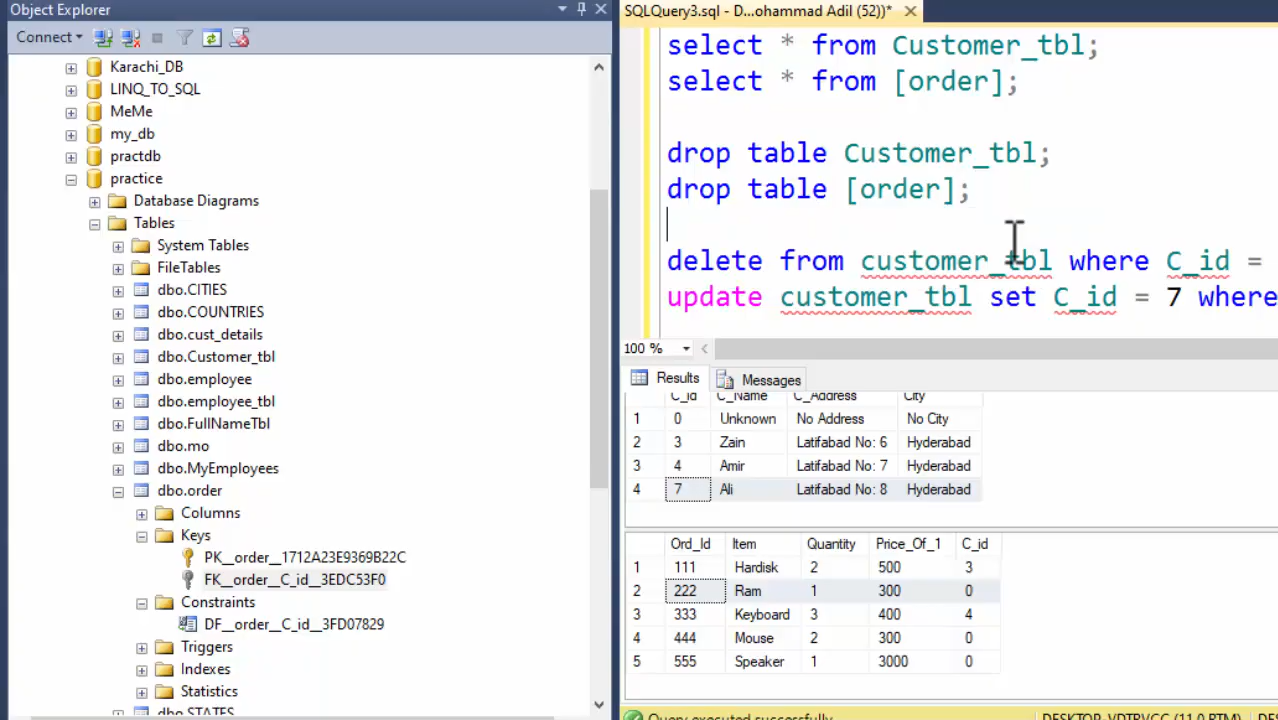 Object Explorer
Connect
Karachi_DB
LINQ_TO_SQL
MeMe
my_db
practdb
practice
Database Diagrams
Tables
System Tables
FileTables
dbo.CITIES
dbo.COUNTRIES
dbo.cust_details
dbo.Customer_tbl
dbo.employee
dbo.employee_tbl
dbo.FullNameTbl
dbo.mo
dbo.MyEmployees
dbo.order
Columns
Keys
PK__order__1712A23E9369B22C
FK__order__C_id__3EDC53F0
Constraints
DF__order__C_id__3FD07829
Triggers
Indexes
Statistics
dbo.STATES
SQLQuery3.sql - D...ohammad Adil (52))*
select * from Customer_tbl;
select * from [order];
drop table Customer_tbl;
drop table [order];
delete from customer_tbl where C_id =
update customer_tbl set C_id = 7 where
100 %
Results Messages
C_id C_Name C_Address City
1 0 Unknown No Address No City
2 3 Zain Latifabad No: 6 Hyderabad
3 4 Amir Latifabad No: 7 Hyderabad
4 7 Ali Latifabad No: 8 Hyderabad
Ord_Id Item Quantity Price_Of_1 C_id
1 111 Hardisk 2 500 3
2 222 Ram 1 300 0
3 333 Keyboard 3 400 4
4 444 Mouse 2 300 0
5 555 Speaker 1 3000 0
Query executed successfully